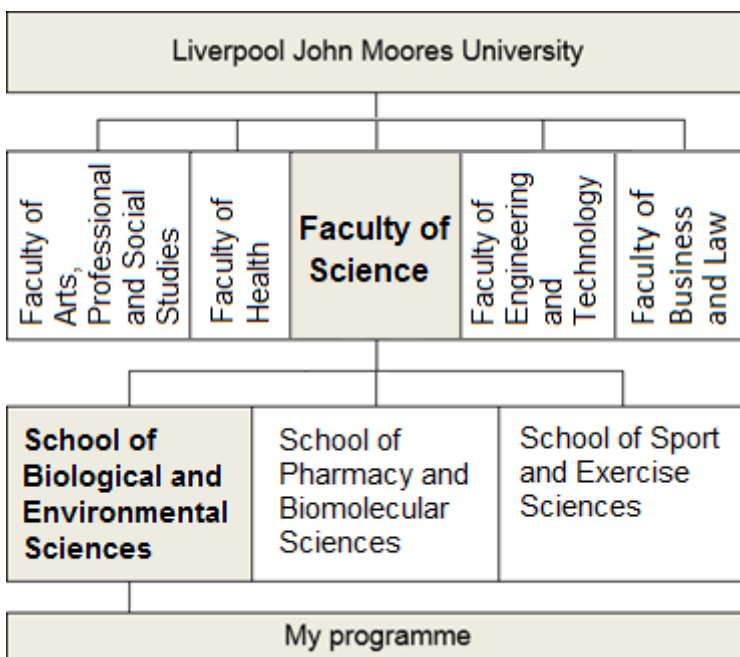 Liverpool John Moores University
Faculty of
Arts,
Professional
and Social
Studies
Faculty of
Health
Faculty of
Science
Faculty of
Engineering
and
Technology
Faculty of
Business
and Law
School of
Biological and
Environmental
Sciences
School of
Pharmacy and
Biomolecular
Sciences
School of Sport
and Exercise
Sciences
My programme